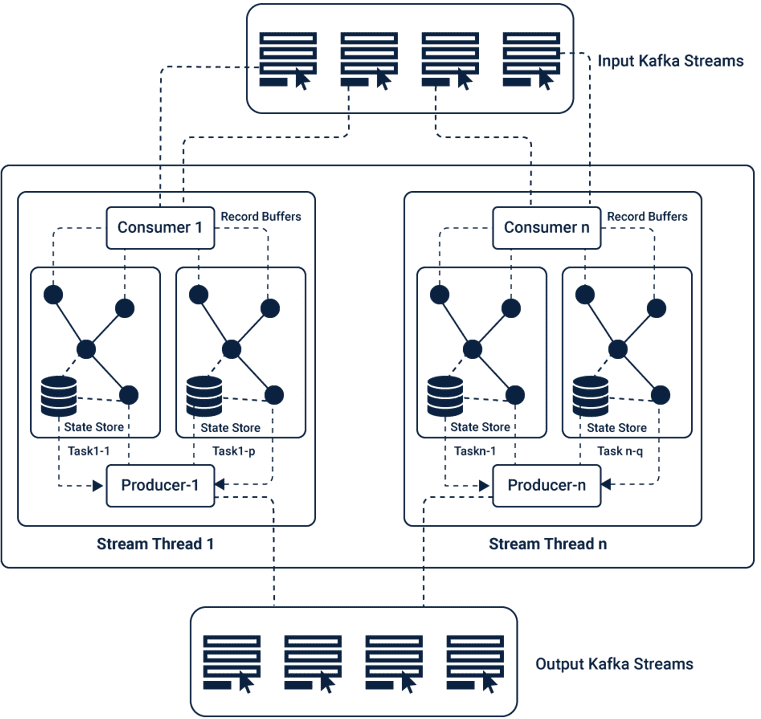 Input Kafka Streams
Consumer 1
Record Buffers
Consumer n
Record Buffers
State Store
State Store
State Store
State Store
Task1-1
Task1-p
Taskn-1
Task n-q
Producer-1
Producer-n
Stream Thread 1
Stream Thread n
Output Kafka Streams